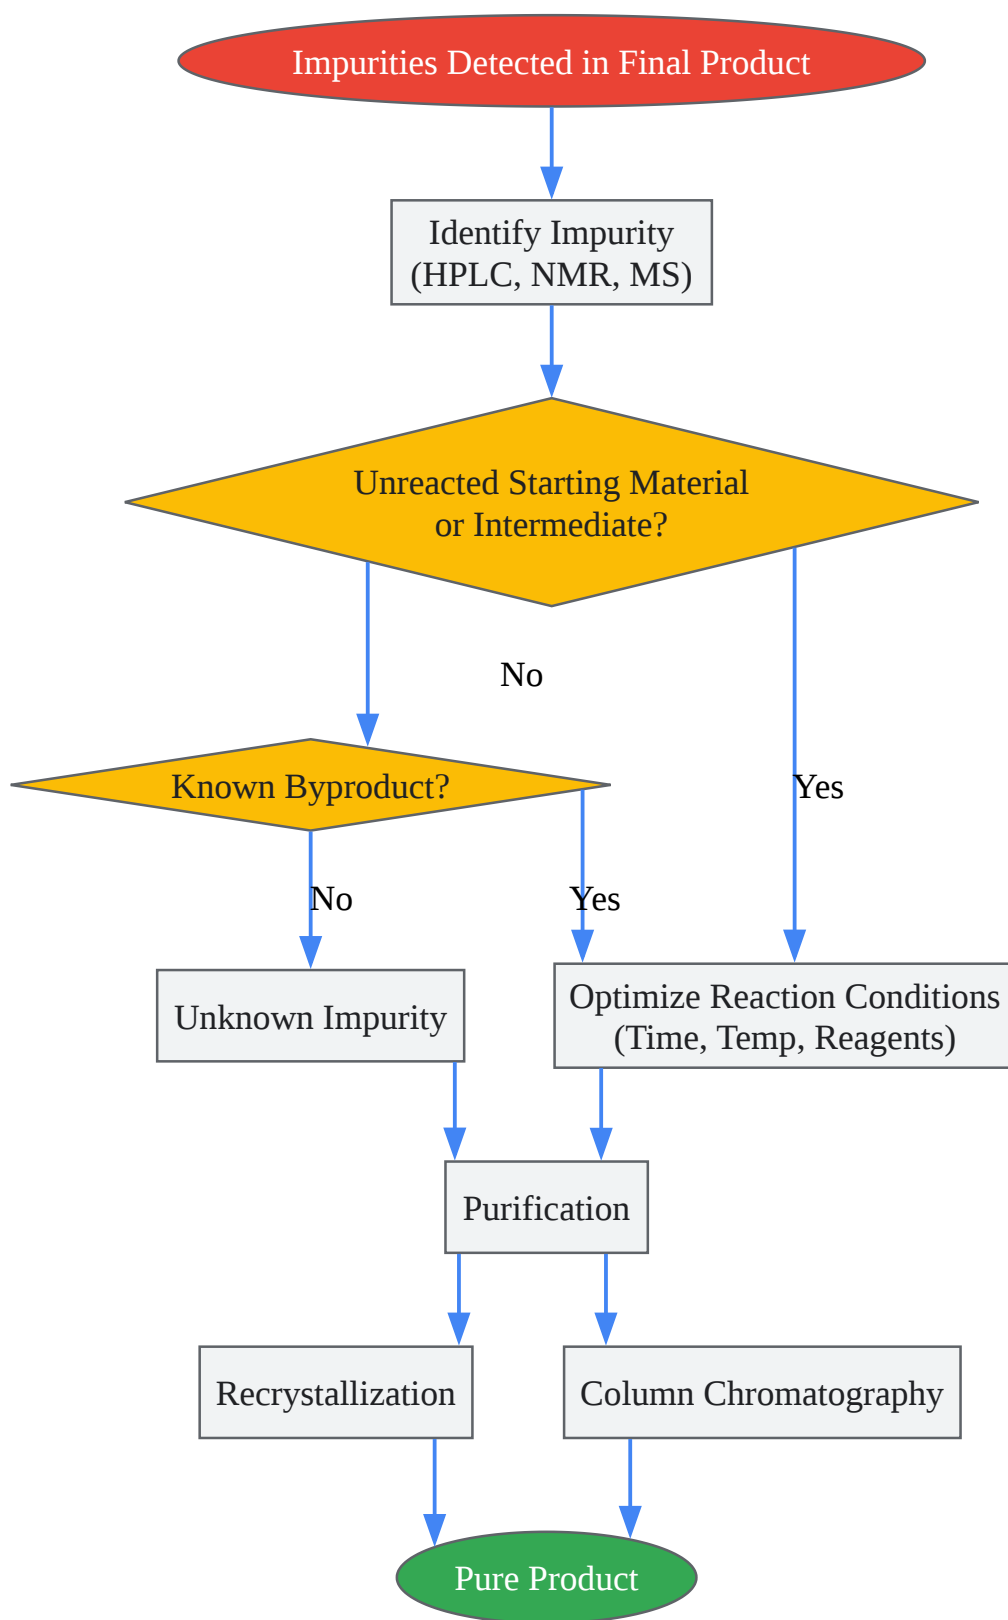 Impurities Detected in Final Product
Identify Impurity
(HPLC, NMR, MS)
Unreacted Starting Material
or Intermediate?
No
Known Byproduct?
Yes
No
Yes
Unknown Impurity
Optimize Reaction Conditions
(Time, Temp, Reagents)
Purification
Recrystallization
Column Chromatography
Pure Product